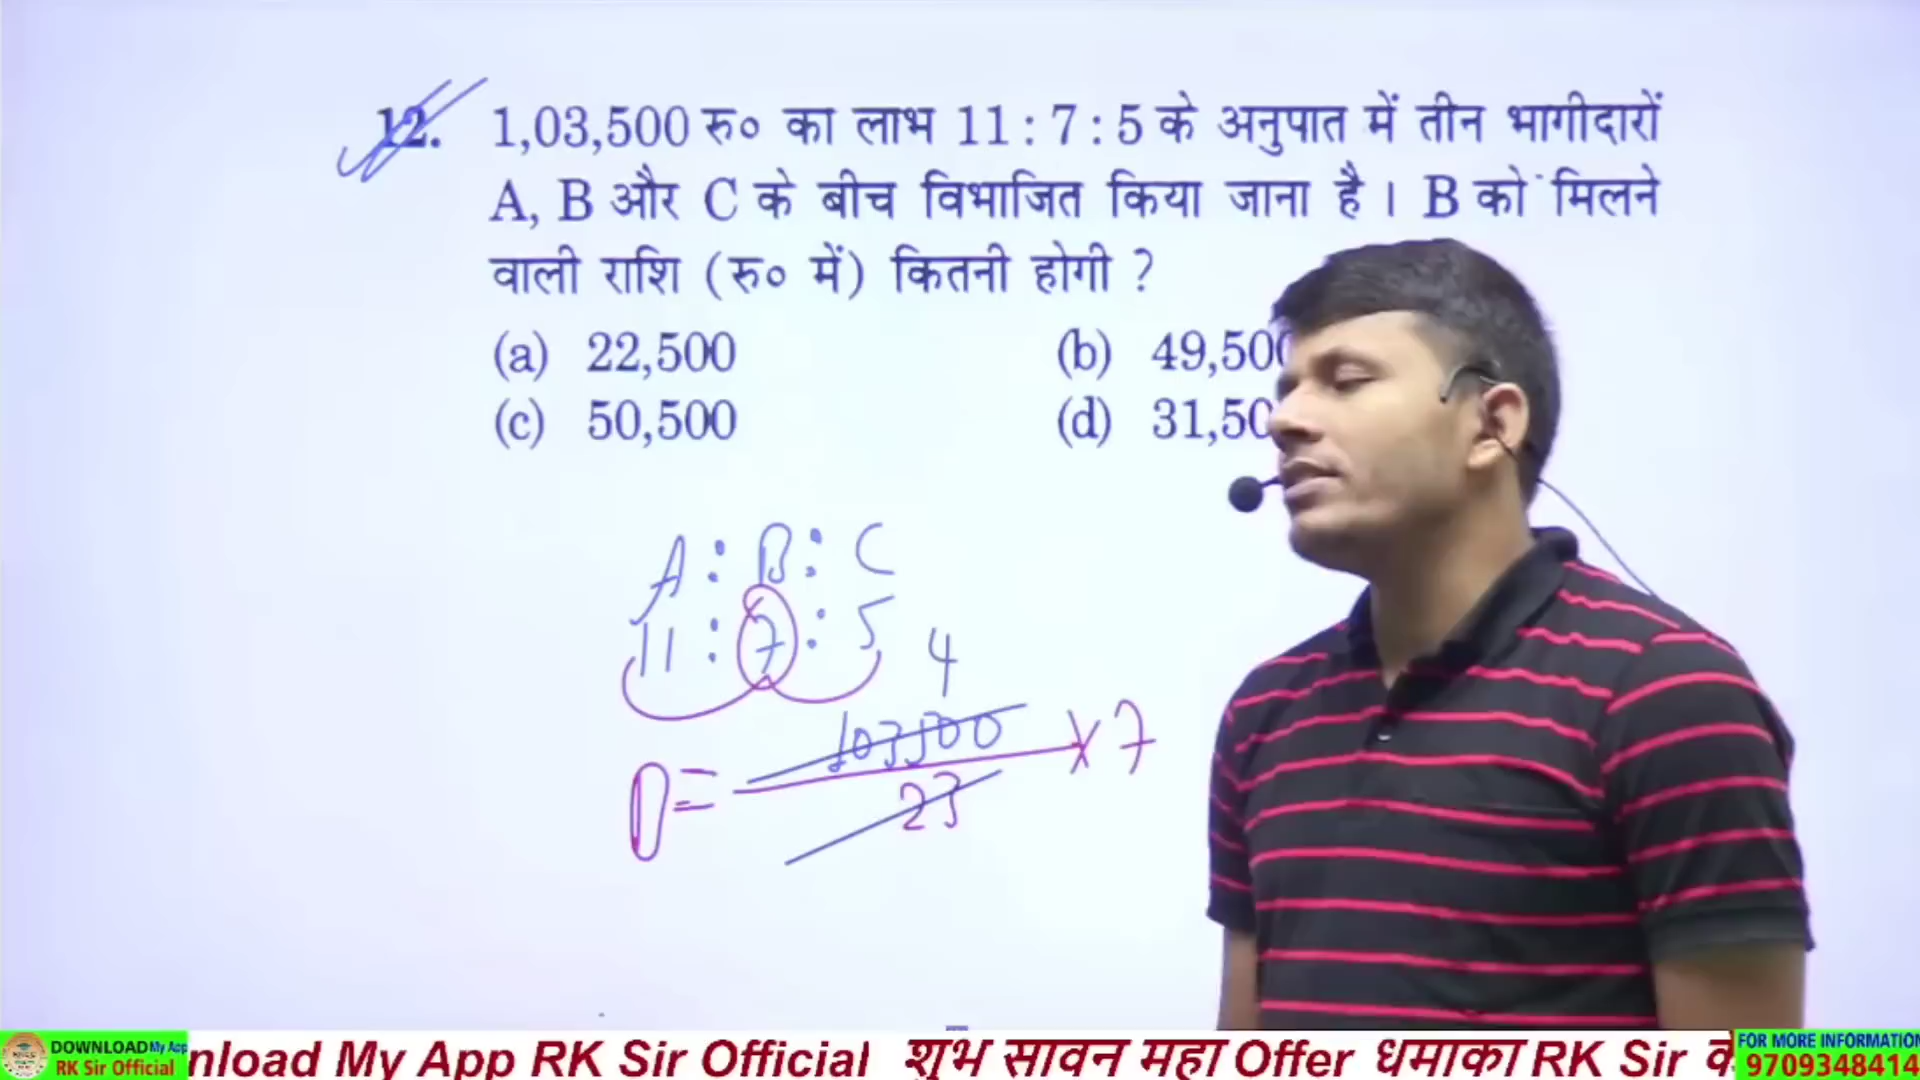 12. 1,03,500 रु० का लाभ 11 : 7 : 5 के अनुपात में तीन भागीदारों
A, B और C के बीच विभाजित किया जाना है । B को मिलने
वाली राशि (रु० में) कितनी होगी ?
(a) 22,500 (b) 49,500
(c) 50,500 (d) 31,50
A : B : C
11 : 7 : 5
4
103500 × 7
=
23
DOWNLOAD My App
RK Sir Official
nload My App RK Sir Official शुभ सावन महा Offer धमाका RK Sir
FOR MORE INFORMATION
9709348414